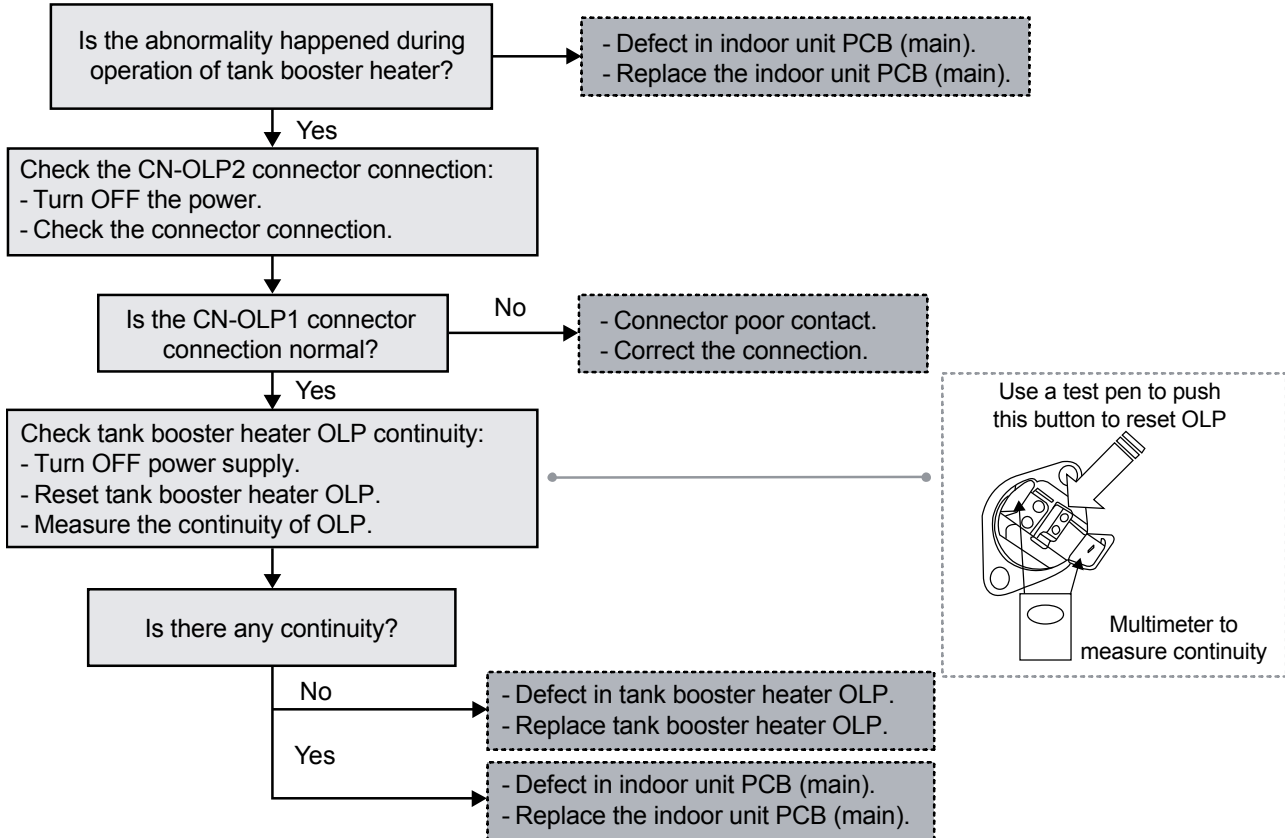 Is the abnormality happened during
operation of tank booster heater?
- Defect in indoor unit PCB (main).
- Replace the indoor unit PCB (main).
Yes
Check the CN-OLP2 connector connection:
- Turn OFF the power.
- Check the connector connection.
Is the CN-OLP1 connector
connection normal?
No
- Connector poor contact.
- Correct the connection.
Yes
Check tank booster heater OLP continuity:
- Turn OFF power supply.
- Reset tank booster heater OLP.
- Measure the continuity of OLP.
Use a test pen to push
this button to reset OLP
Multimeter to
measure continuity
Is there any continuity?
No
- Defect in tank booster heater OLP.
- Replace tank booster heater OLP.
Yes
- Defect in indoor unit PCB (main).
- Replace the indoor unit PCB (main).